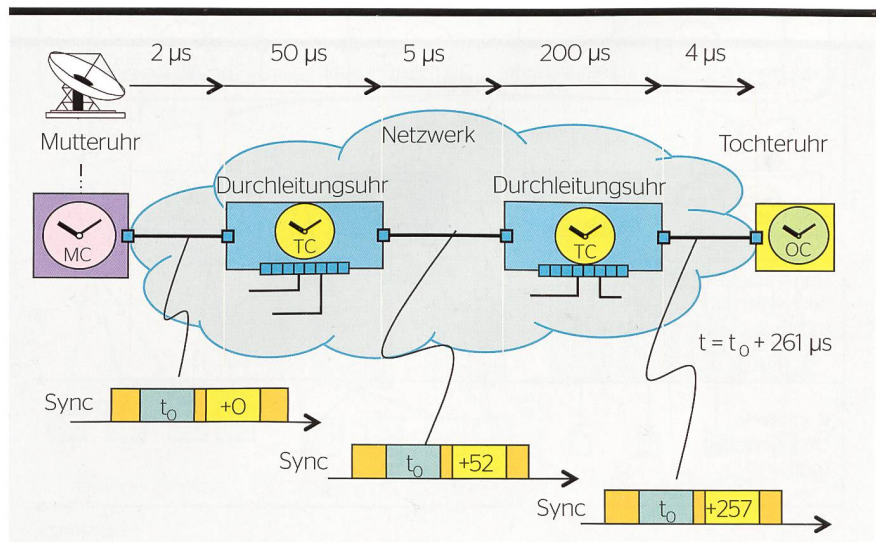 2 µs
50 µs
5 µs
200 µs
4 µs
Mutteruhr
Netzwerk
Tochteruhr
Durchleitungsuhr
Durchleitungsuhr
MC
TC
TC
OC
t = t₀ + 261 µs
Sync
t₀
+0
Sync
t₀
+52
Sync
t₀
+257